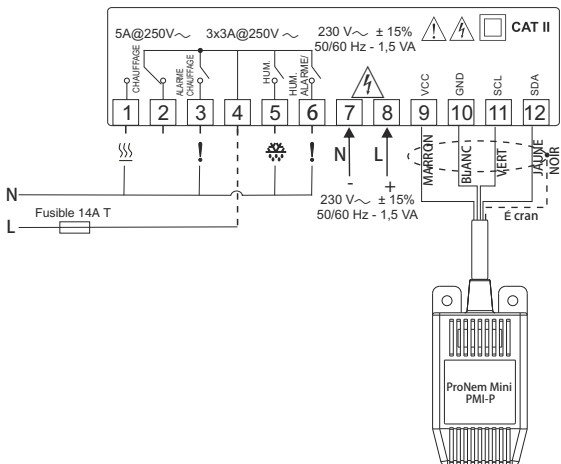 5A@250V~ 3x3A@250V ~
230 V~ ± 15%
50/60 Hz - 1,5 VA
CAT II
CHAUFFAGE
ALARME
CHAUFFAGE
HUM.
HUM.
ALARME/
VCC
GND
SCL
SDA
1 2 3 4 5 6 7 8 9 10 11 12
! !
N L
- +
230 V~ ± 15%
50/60 Hz - 1,5 VA
MARRON
BLANC
VERT
JAUNE
NOIR
É cran
N
Fusible 14A T
L
ProNem Mini
PMI-P